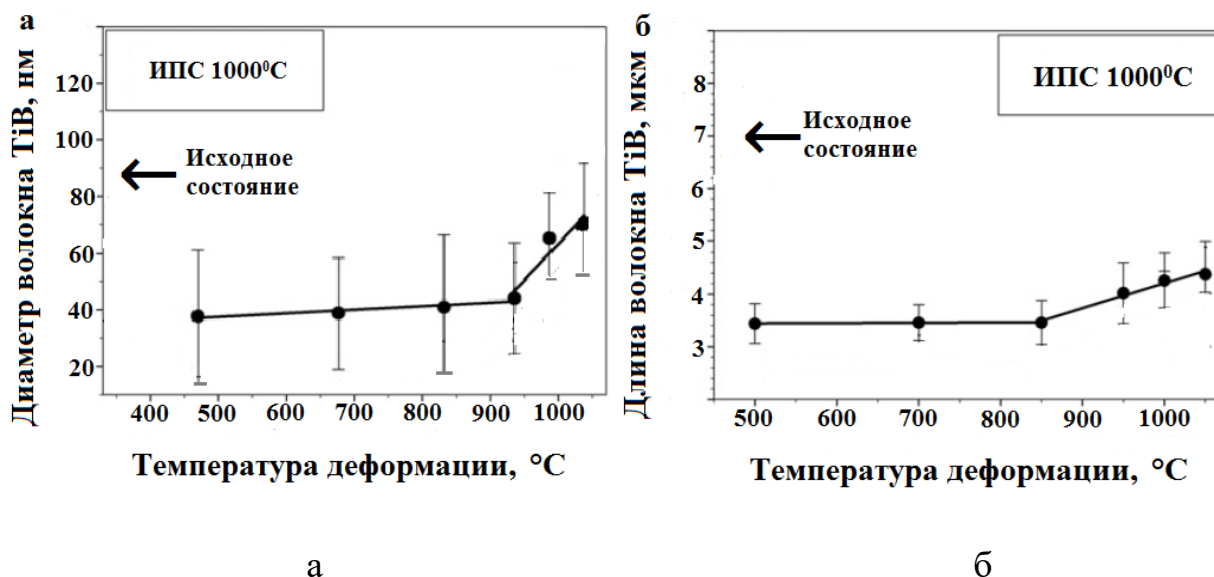 а
Диаметр волокна TiB, нм
120
100
80
60
40
20
ИПС 1000⁰С
Исходное
состояние
400 500 600 700 800 900 1000
Температура деформации, °С
а
б
Длина волокна TiB, мкм
8
7
6
5
4
3
ИПС 1000⁰С
Исходное
состояние
500 600 700 800 900 1000
Температура деформации, °С
б